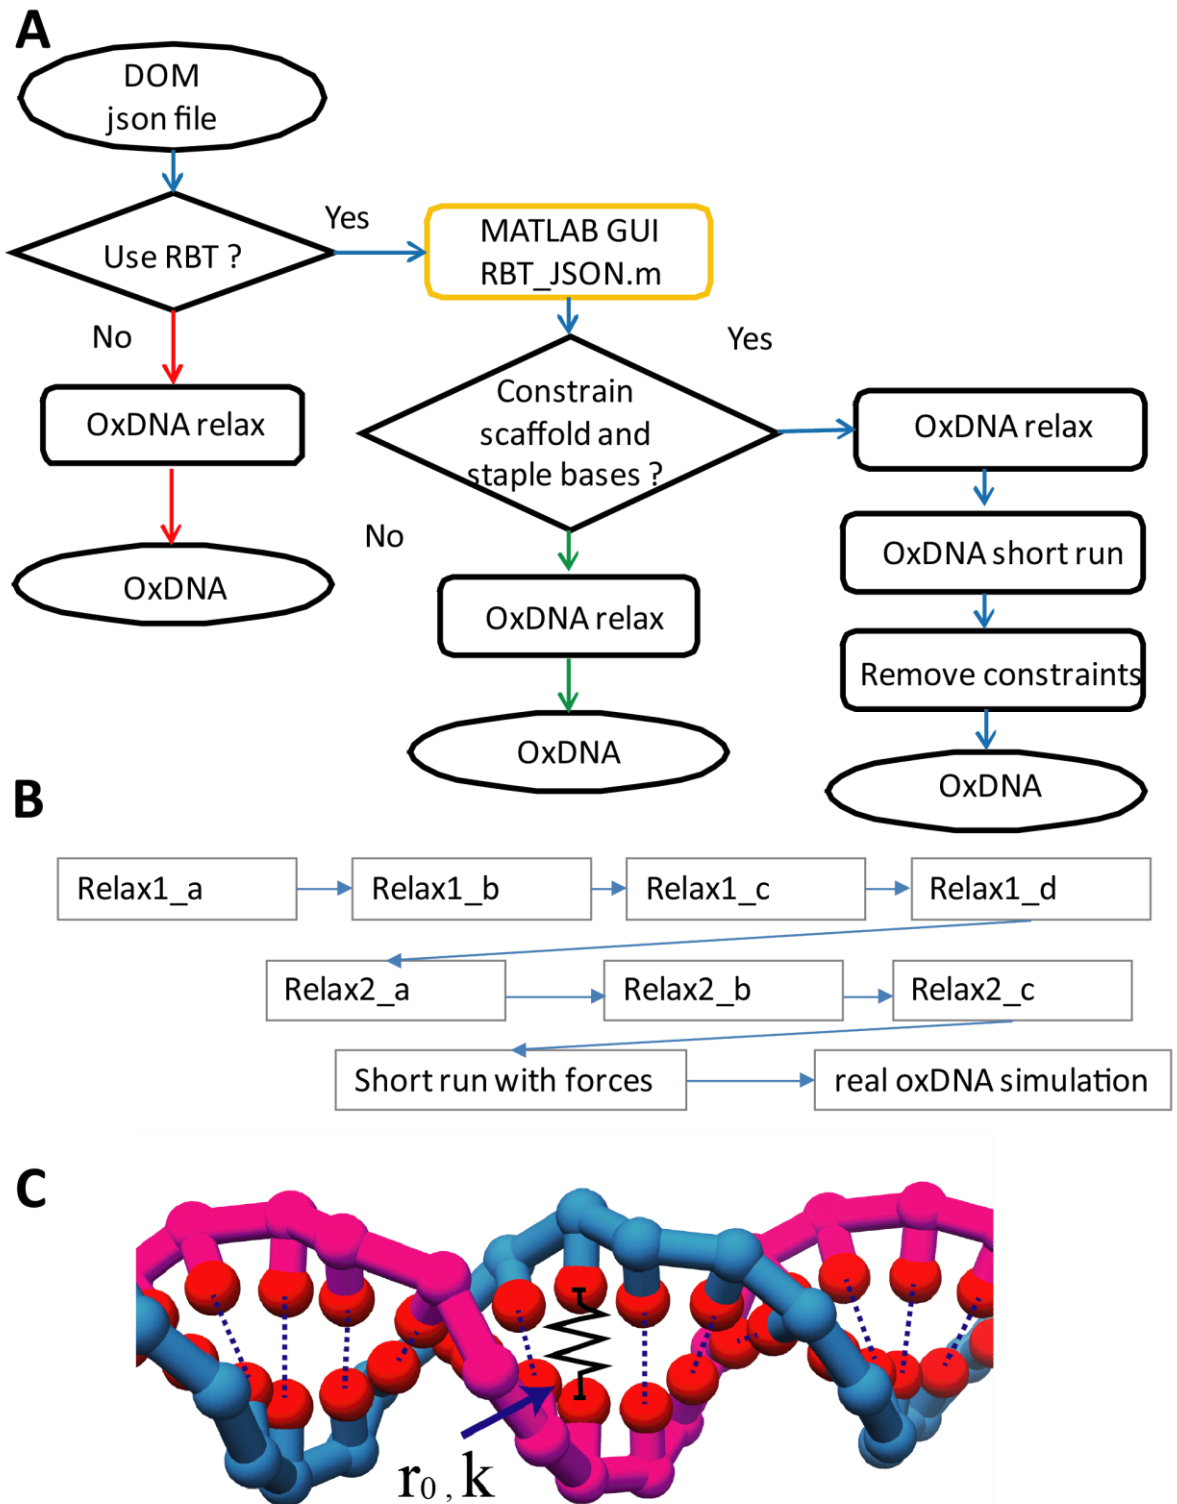 A
DOM
json file
Use RBT ?
Yes
MATLAB GUI
RBT_JSON.m
No
Yes
OxDNA relax
Constrain
scaffold and
staple bases ?
OxDNA relax
OxDNA
No
OxDNA short run
OxDNA relax
Remove constraints
OxDNA
OxDNA
B
Relax1_a
Relax1_b
Relax1_c
Relax1_d
Relax2_a
Relax2_b
Relax2_c
Short run with forces
real oxDNA simulation
C
r₀ , k